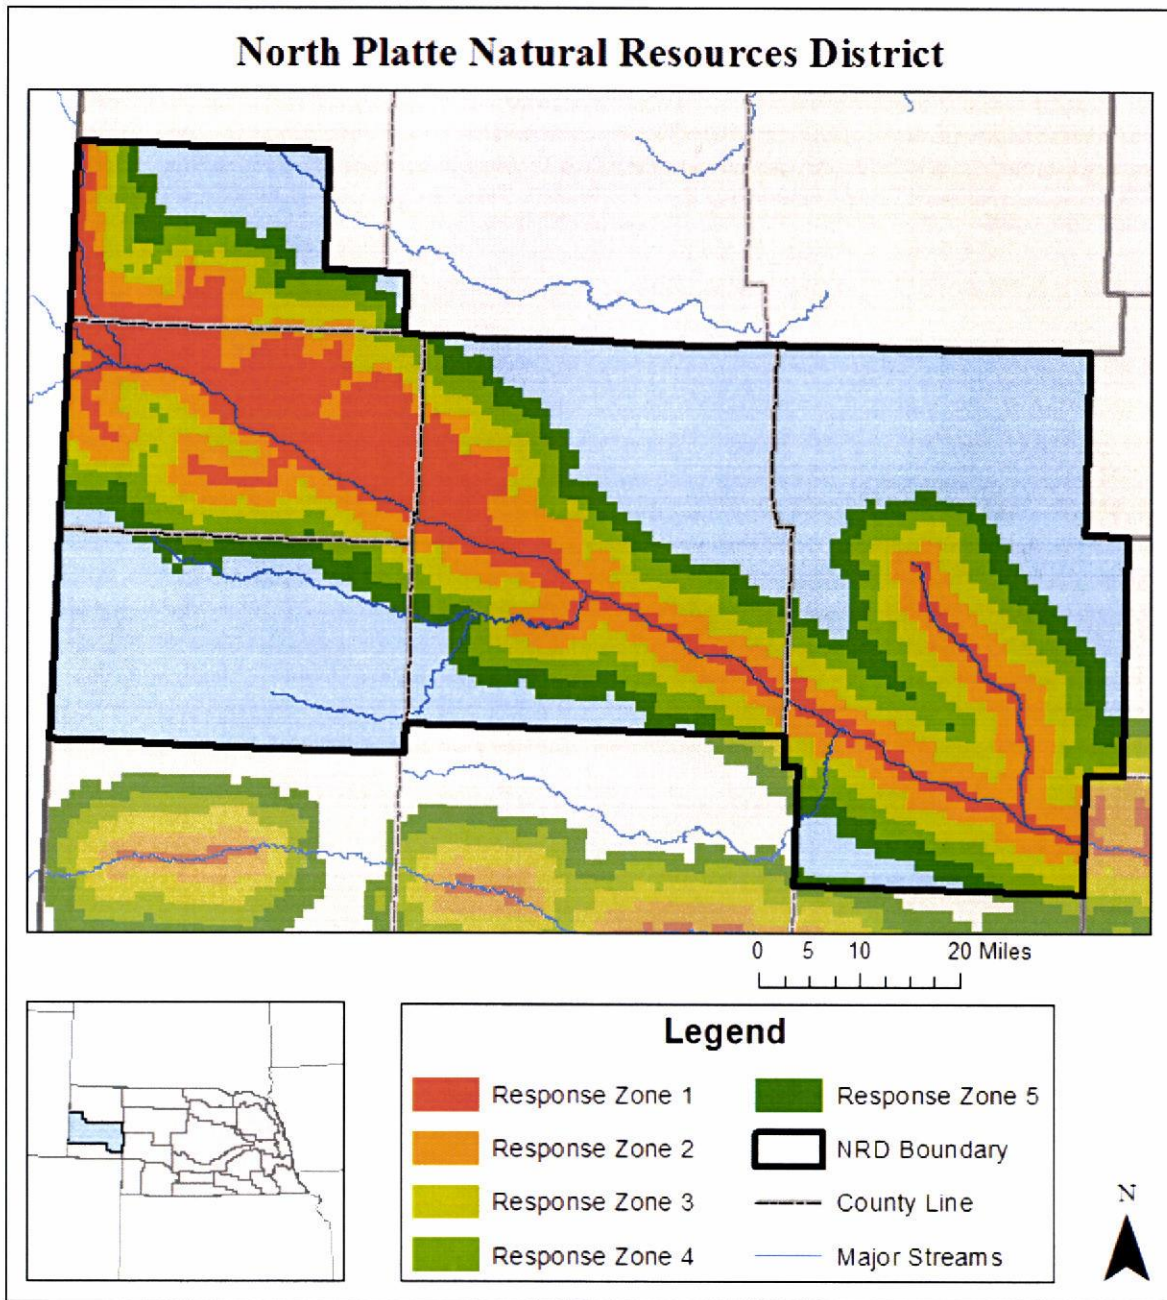 North Platte Natural Resources District
0 5 10 20 Miles
Legend
Response Zone 1
Response Zone 2
Response Zone 3
Response Zone 4
Response Zone 5
NRD Boundary
County Line
Major Streams
N